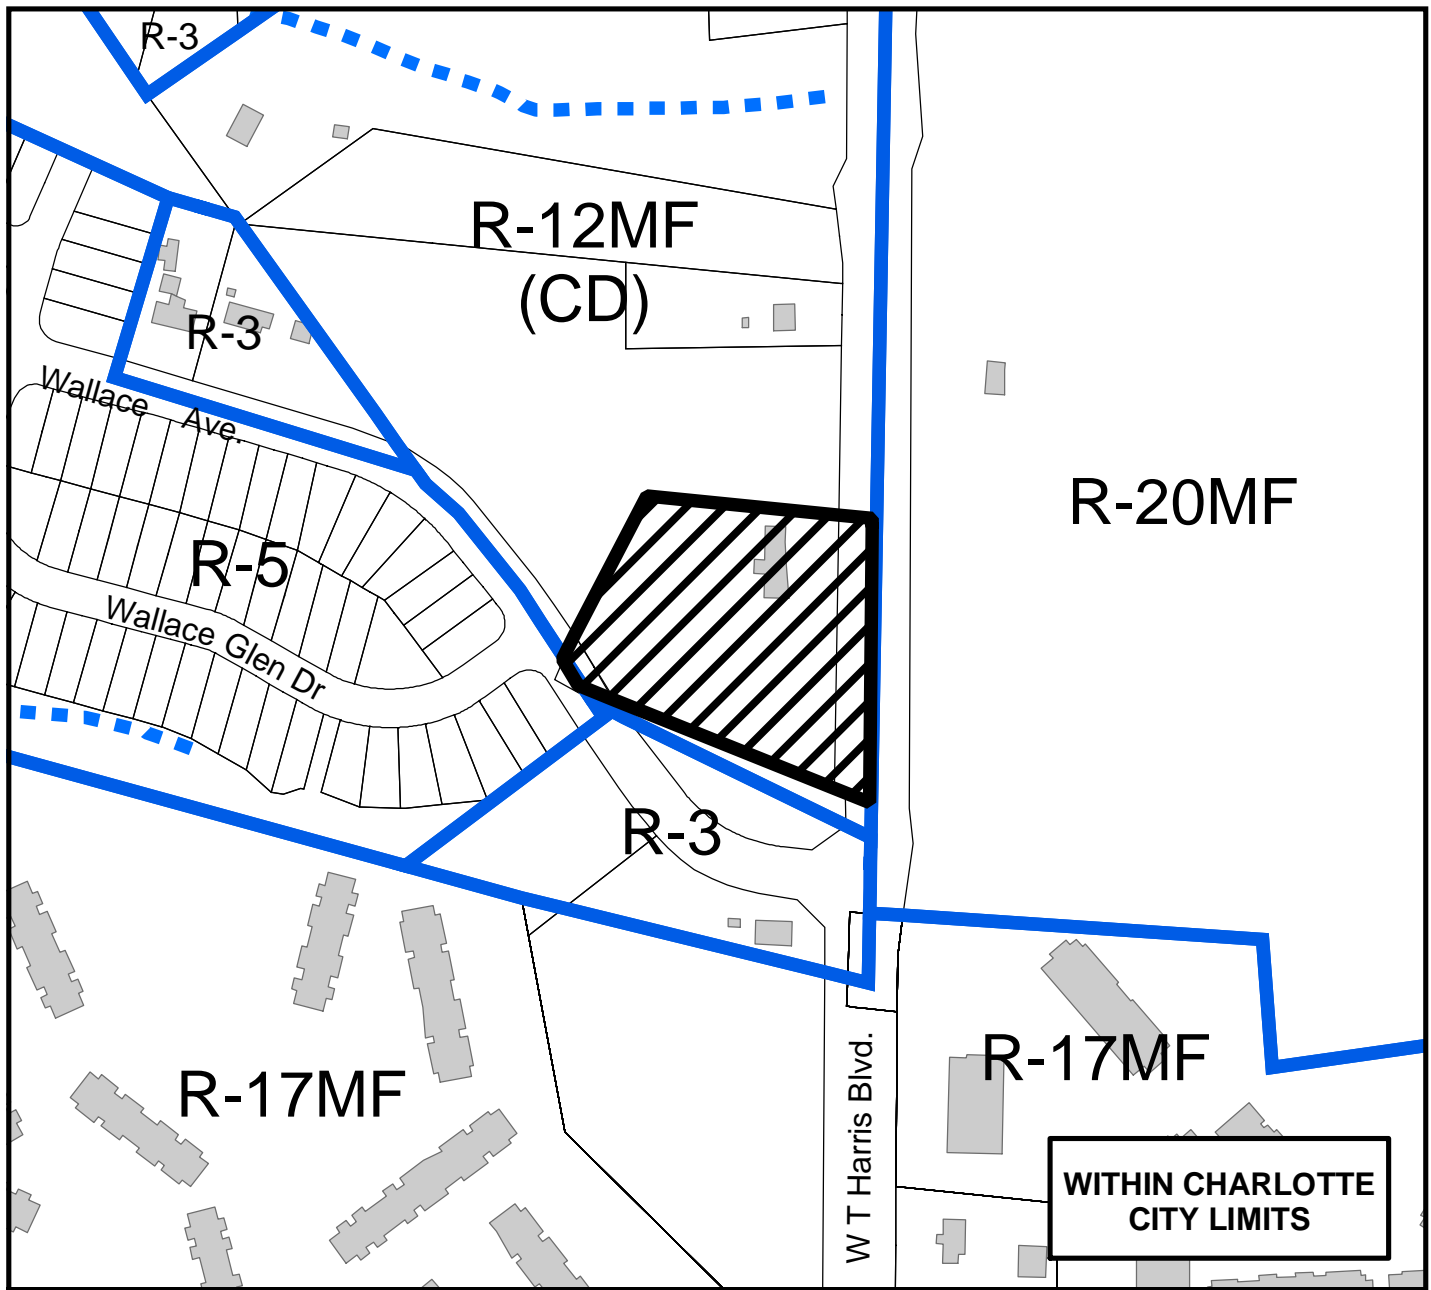 R-3
R-12MF
(CD)
R-3
Wallace Ave.
R-20MF
R-5
Wallace Glen Dr
R-3
R-17MF
R-17MF
W T Harris Blvd.
WITHIN CHARLOTTE
CITY LIMITS